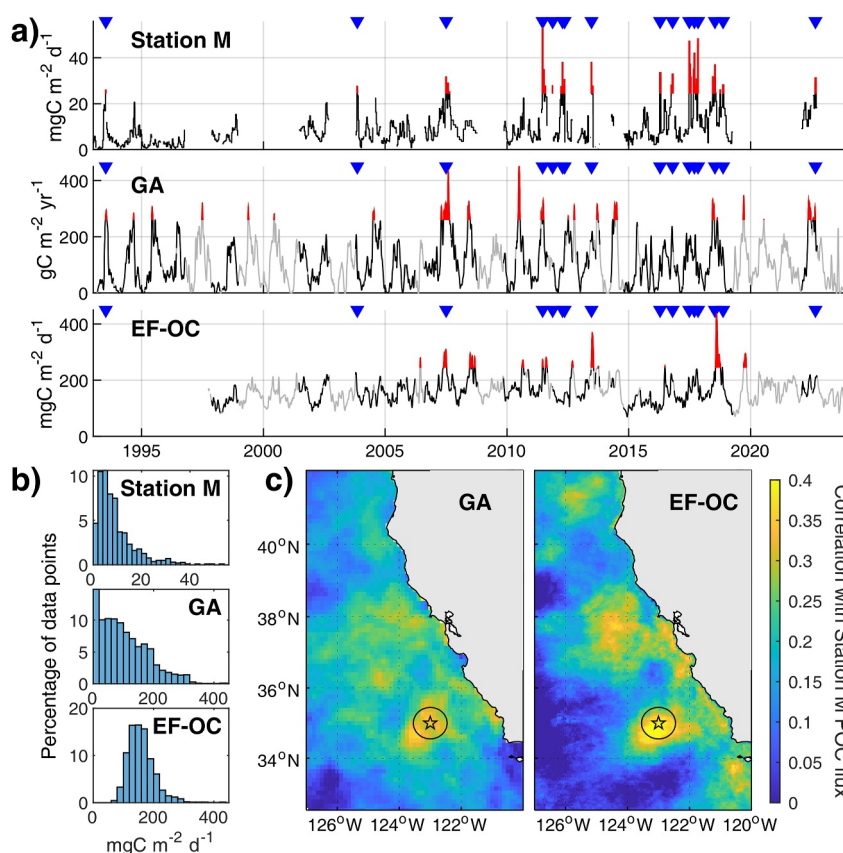 a)
Station M
mgC m⁻² d⁻¹
40
20
0
GA
gC m⁻² yr⁻¹
400
200
0
EF-OC
mgC m⁻² d⁻¹
400
200
0
1995 2000 2005 2010 2015 2020
b)
Percentage of data points
Station M
10
5
0
0 20 40
GA
10
5
0
0 200 400
EF-OC
20
10
0
0 200 400
mgC m⁻² d⁻¹
c)
GA
40°N
38°N
36°N
34°N
126°W 124°W 122°W
EF-OC
126°W 124°W 122°W 120°W
0.4
0.35
0.3
0.25
0.2
0.15
0.1
0.05
0
Correlation with Station M POC flux